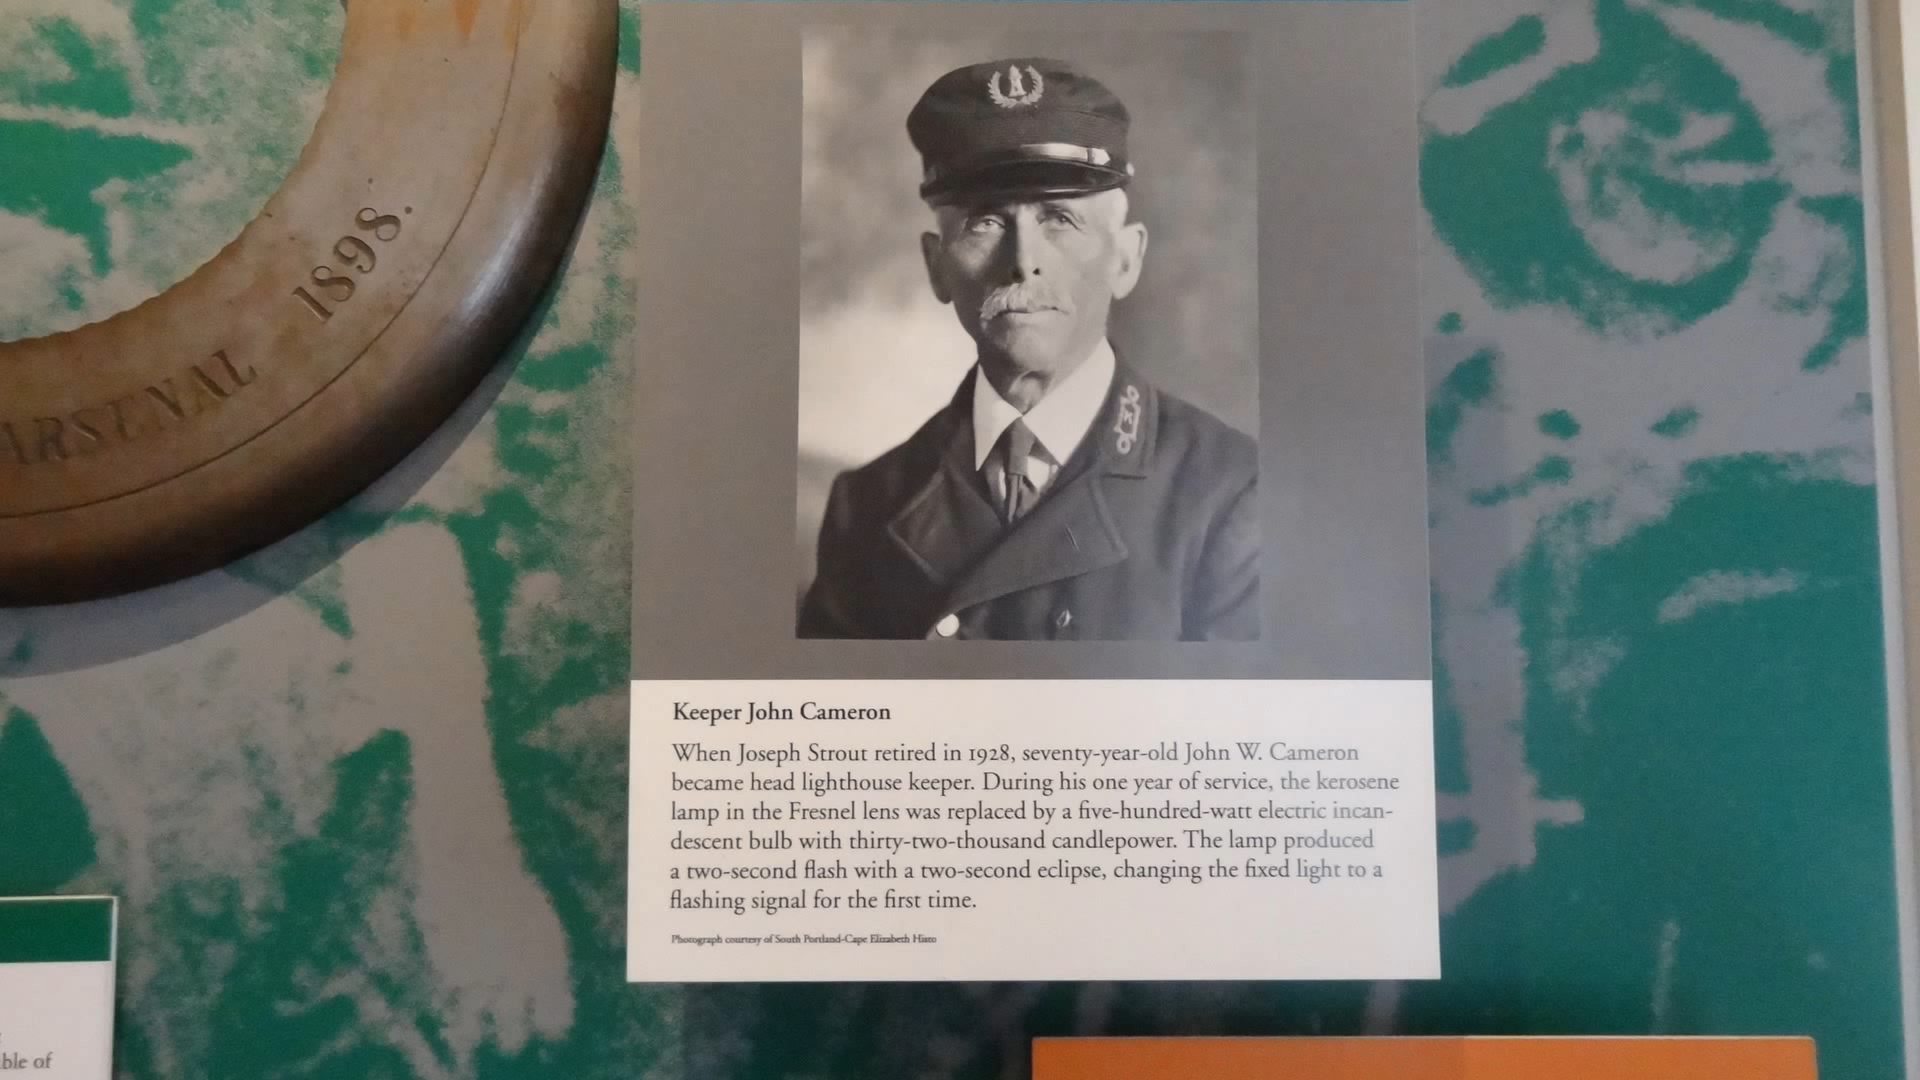 ARSENAL 1898.
Keeper John Cameron
When Joseph Strout retired in 1928, seventy-year-old John W. Cameron
became head lighthouse keeper. During his one year of service, the kerosene
lamp in the Fresnel lens was replaced by a five-hundred-watt electric incan-
descent bulb with thirty-two-thousand candlepower. The lamp produced
a two-second flash with a two-second eclipse, changing the fixed light to a
flashing signal for the first time.
Photograph courtesy of South Portland-Cape Elizabeth Histo
ble of